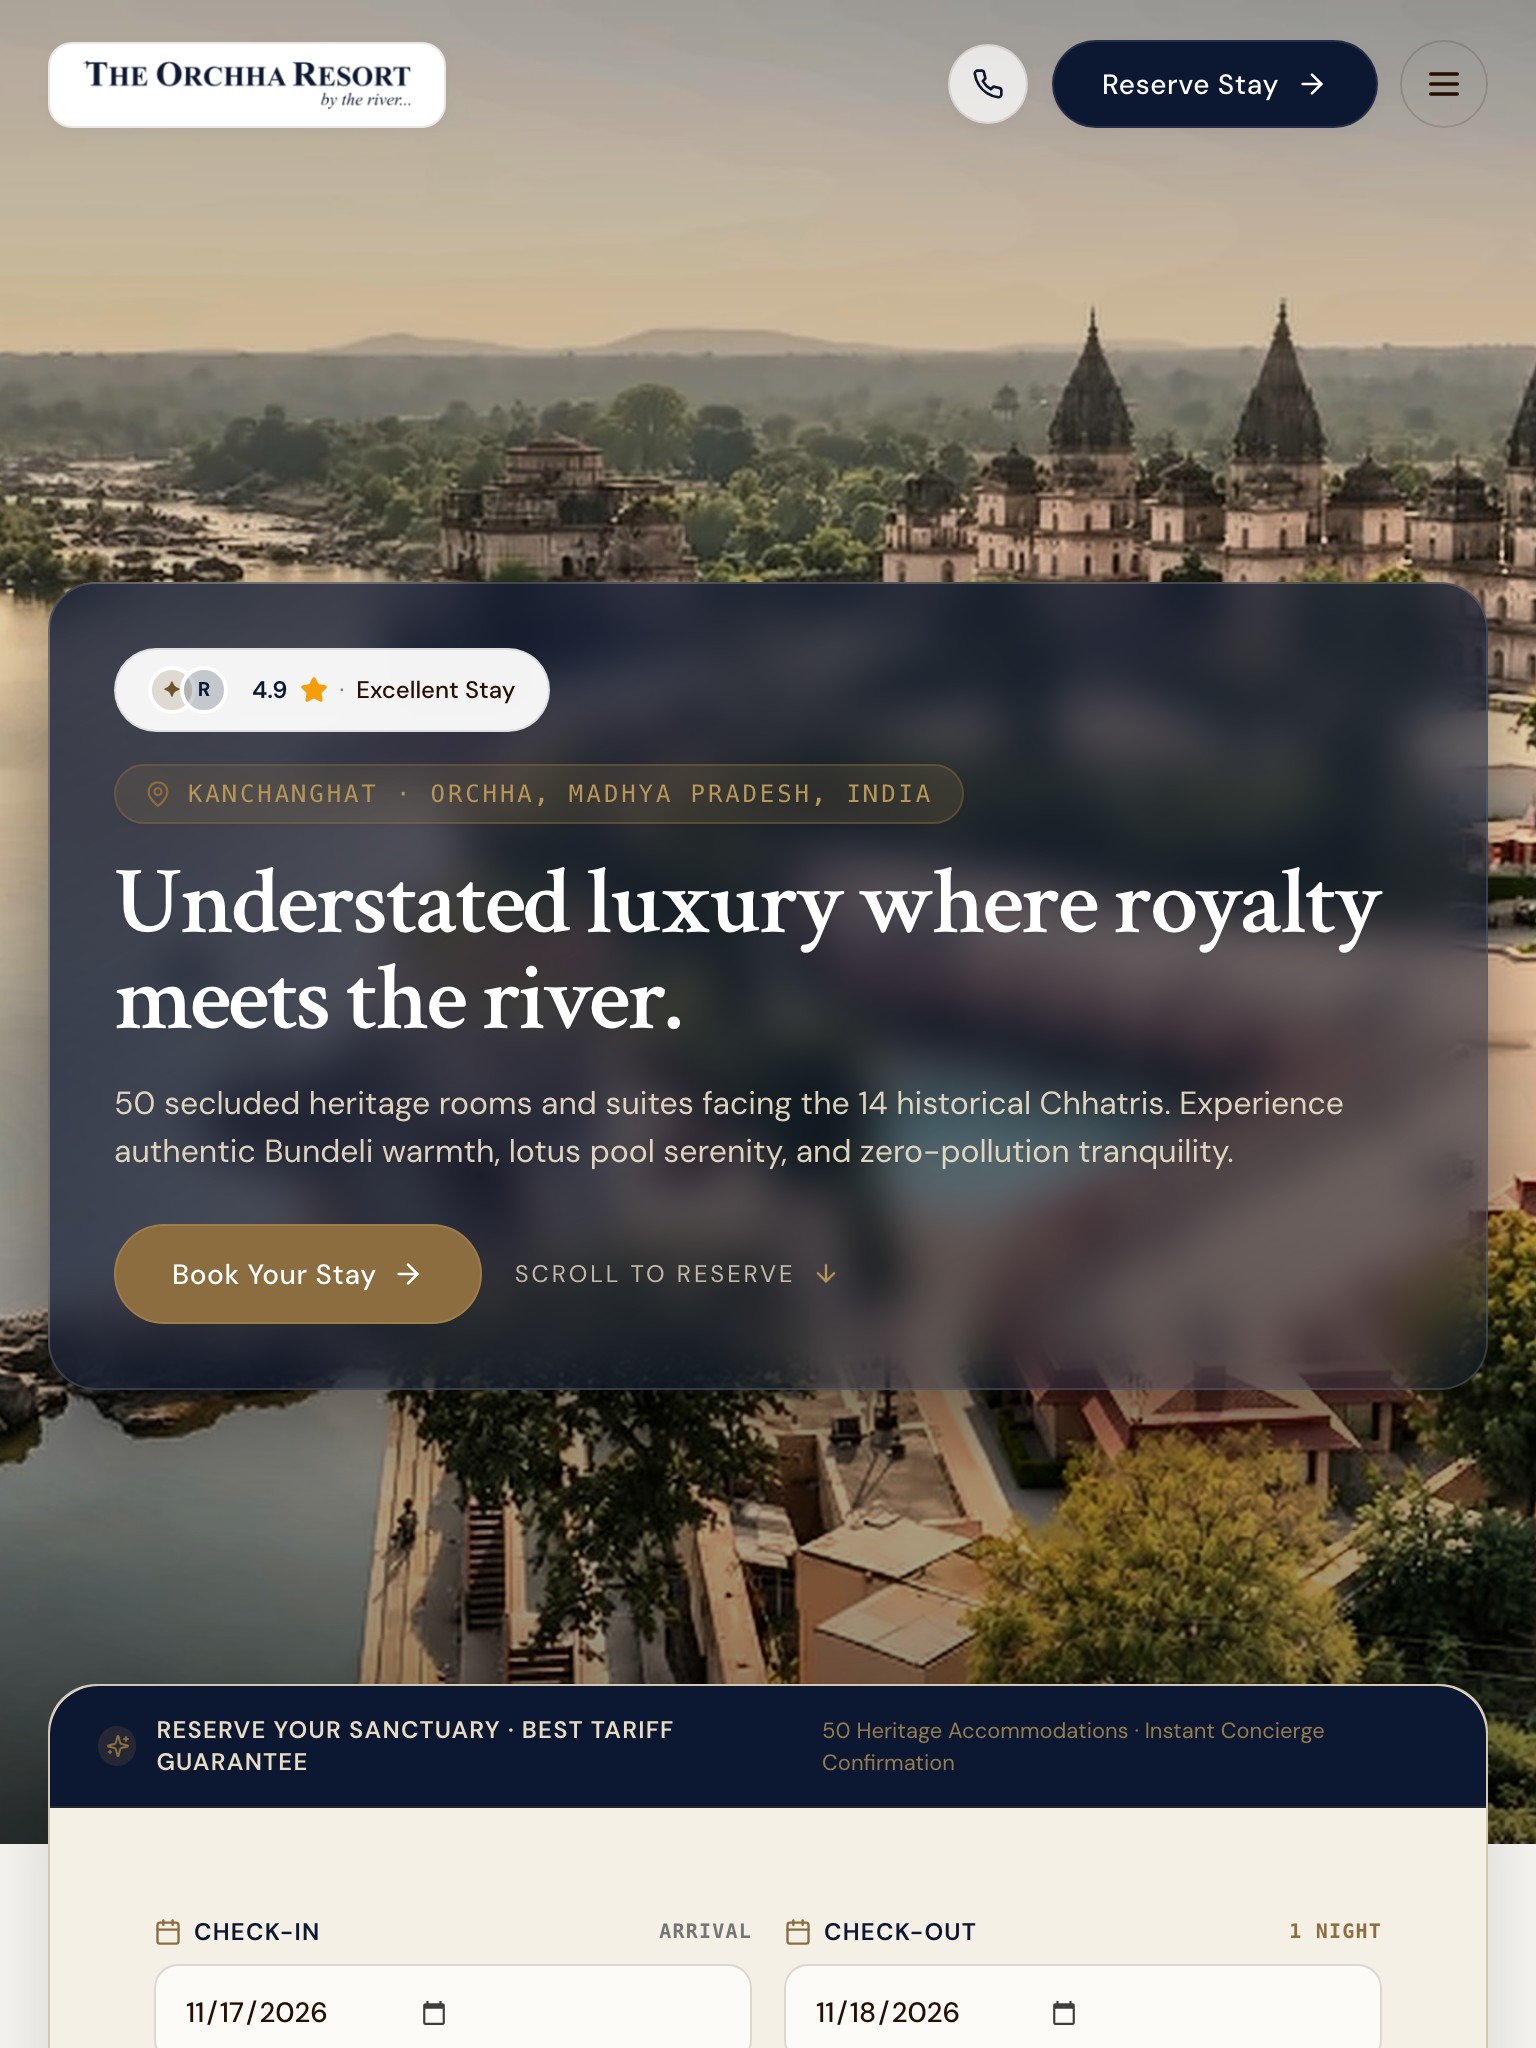 THE ORCHHA RESORT
by the river...
Reserve Stay
R
4.9 · Excellent Stay
KANCHANGHAT · ORCHHA, MADHYA PRADESH, INDIA
Understated luxury where royalty
meets the river.
50 secluded heritage rooms and suites facing the 14 historical Chhatris. Experience
authentic Bundeli warmth, lotus pool serenity, and zero-pollution tranquility.
Book Your Stay
SCROLL TO RESERVE
RESERVE YOUR SANCTUARY · BEST TARIFF
GUARANTEE
50 Heritage Accommodations · Instant Concierge
Confirmation
CHECK-IN
ARRIVAL
11/17/2026
CHECK-OUT
1 NIGHT
11/18/2026